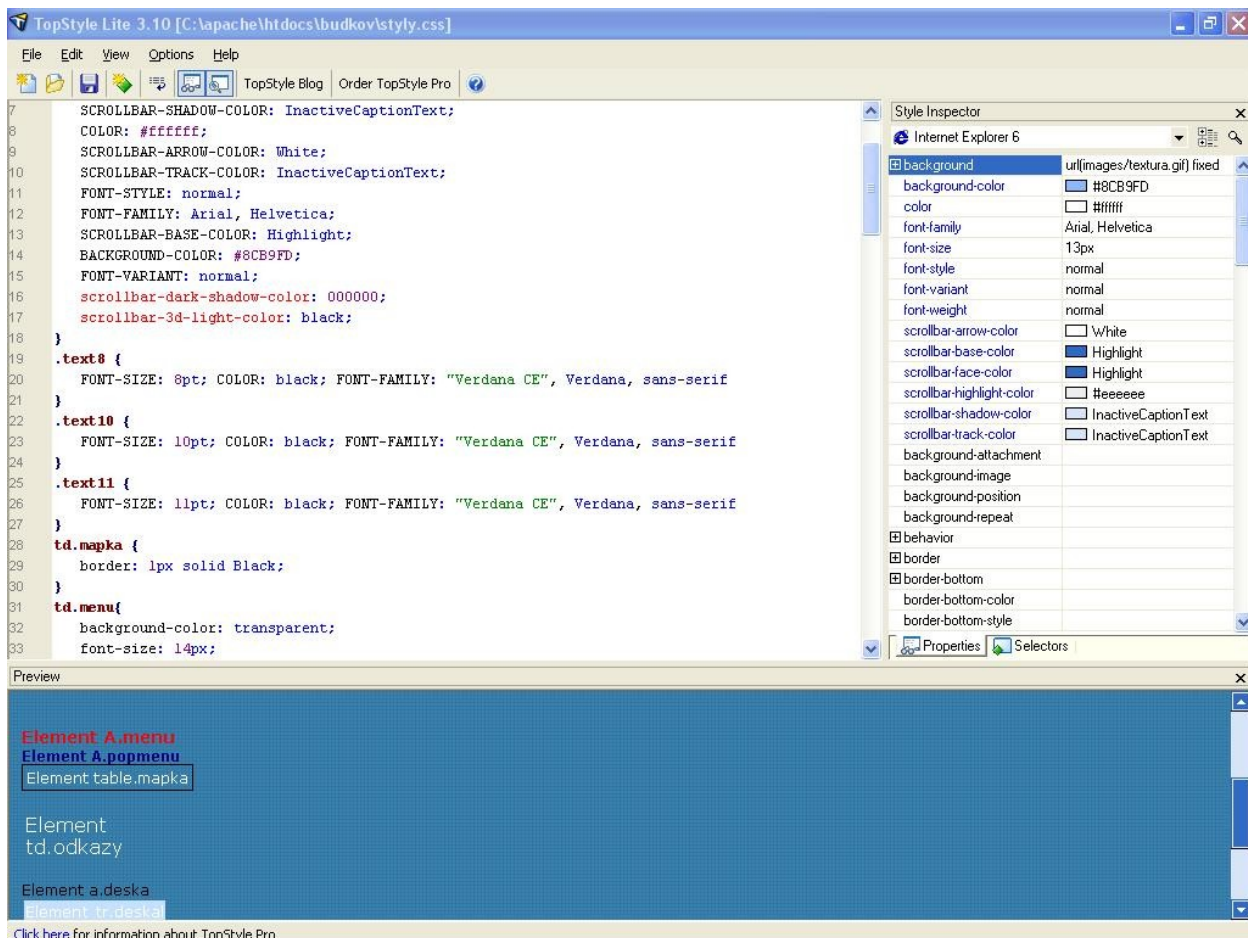 TopStyle Lite 3.10 [C:\apache\htdocs\budkov\styly.css]
File Edit View Options Help
TopStyle Blog Order TopStyle Pro
7 SCROLLBAR-SHADOW-COLOR: InactiveCaptionText;
8 COLOR: #ffffff;
9 SCROLLBAR-ARROW-COLOR: White;
10 SCROLLBAR-TRACK-COLOR: InactiveCaptionText;
11 FONT-STYLE: normal;
12 FONT-FAMILY: Arial, Helvetica;
13 SCROLLBAR-BASE-COLOR: Highlight;
14 BACKGROUND-COLOR: #8CB9FD;
15 FONT-VARIANT: normal;
16 scrollbar-dark-shadow-color: 000000;
17 scrollbar-3d-light-color: black;
18 }
19 .text8 {
20 FONT-SIZE: 8pt; COLOR: black; FONT-FAMILY: "Verdana CE", Verdana, sans-serif
21 }
22 .text10 {
23 FONT-SIZE: 10pt; COLOR: black; FONT-FAMILY: "Verdana CE", Verdana, sans-serif
24 }
25 .text11 {
26 FONT-SIZE: 11pt; COLOR: black; FONT-FAMILY: "Verdana CE", Verdana, sans-serif
27 }
28 td.mapka {
29 border: 1px solid Black;
30 }
31 td.menu{
32 background-color: transparent;
33 font-size: 14px;
Style Inspector
Internet Explorer 6
background url(images/textura.gif) fixed
background-color #8CB9FD
color #ffffff
font-family Arial, Helvetica
font-size 13px
font-style normal
font-variant normal
font-weight normal
scrollbar-arrow-color White
scrollbar-base-color Highlight
scrollbar-face-color Highlight
scrollbar-highlight-color #eeeeee
scrollbar-shadow-color InactiveCaptionText
scrollbar-track-color InactiveCaptionText
background-attachment
background-image
background-position
background-repeat
behavior
border
border-bottom
border-bottom-color
border-bottom-style
Properties Selectors
Preview
Element A.menu
Element A.popmenu
Element table.mapka
Element
td.odkazy
Element a.deska
Element tr.deskal
Click here for information about TopStyle Pro